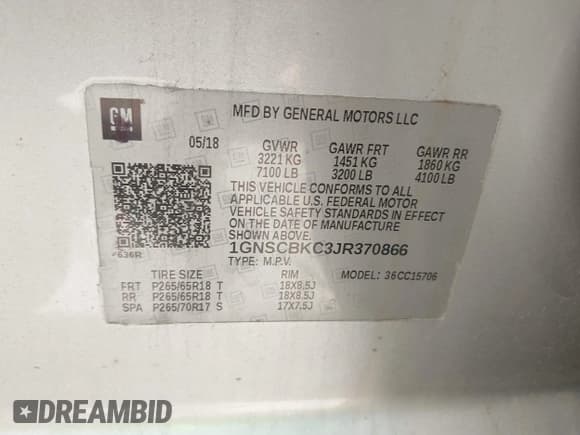 GM
MFD BY GENERAL MOTORS LLC
05/18 GVWR GAWR FRT GAWR RR
3221 KG 1451 KG 1860 KG
7100 LB 3200 LB 4100 LB
THIS VEHICLE CONFORMS TO ALL
APPLICABLE U.S. FEDERAL MOTOR
VEHICLE SAFETY STANDARDS IN EFFECT
ON THE DATE OF MANUFACTURE
SHOWN ABOVE.
1GNSCBKC3JR370866
TYPE: M.P.V. MODEL: 36CC15706
TIRE SIZE RIM
FRT P265/65R18 T 18X8.5J
RR P265/65R18 T 18X8.5J
SPA P265/70R17 S 17X7.5J
DREAMBID